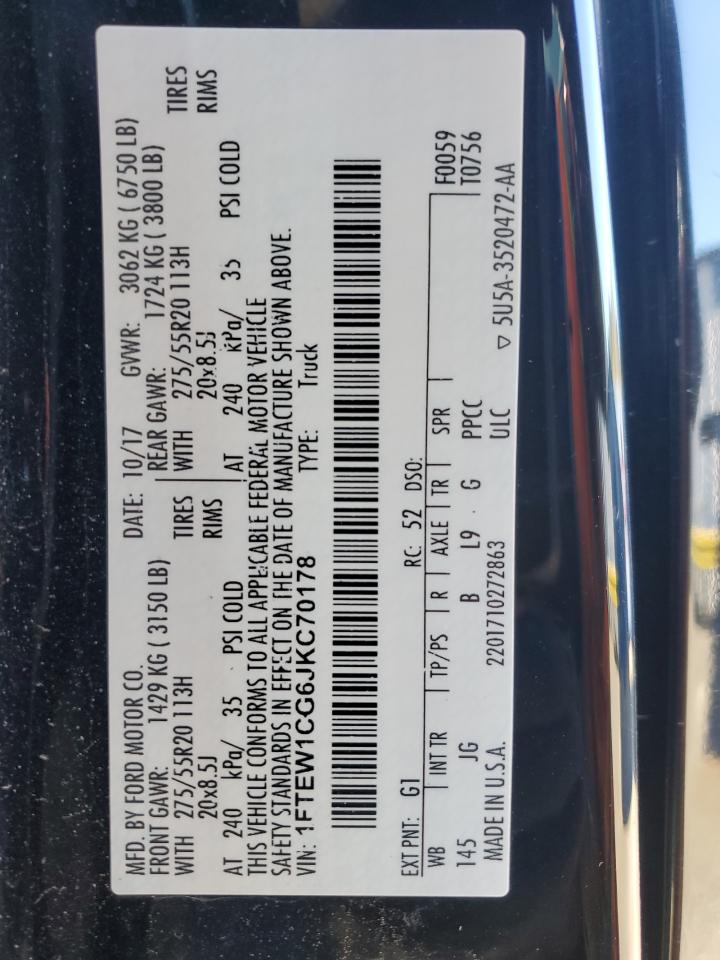 MFD. BY FORD MOTOR CO. DATE: 10/17 GVWR: 3062 KG ( 6750 LB)
FRONT GAWR: 1429 KG ( 3150 LB) REAR GAWR: 1724 KG ( 3800 LB)
WITH 275/55R20 113H TIRES WITH 275/55R20 113H TIRES
20x8.5J RIMS 20x8.5J RIMS
AT 240 kPa/ 35 PSI COLD AT 240 kPa/ 35 PSI COLD
THIS VEHICLE CONFORMS TO ALL APPLICABLE FEDERAL MOTOR VEHICLE
SAFETY STANDARDS IN EFFECT ON THE DATE OF MANUFACTURE SHOWN ABOVE.
VIN: 1FTEW1CG6JKC70178 TYPE: Truck
EXT PNT: G1 RC: 52 DSO: F0059
WB INT TR TP/PS R AXLE TR SPR T0756
145 JG B L9 G PPCC
MADE IN U.S.A. 2201710272863 ULC ▽ 5U5A-3520472-AA